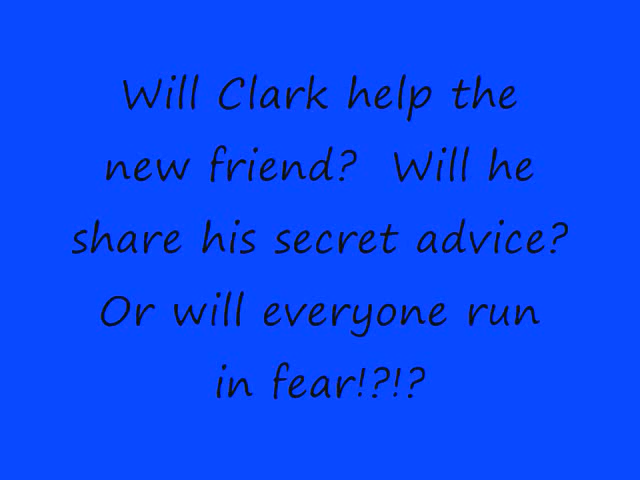 Will Clark help the
new friend?  Will he
share his secret advice?
Or will everyone run
in fear!?!?